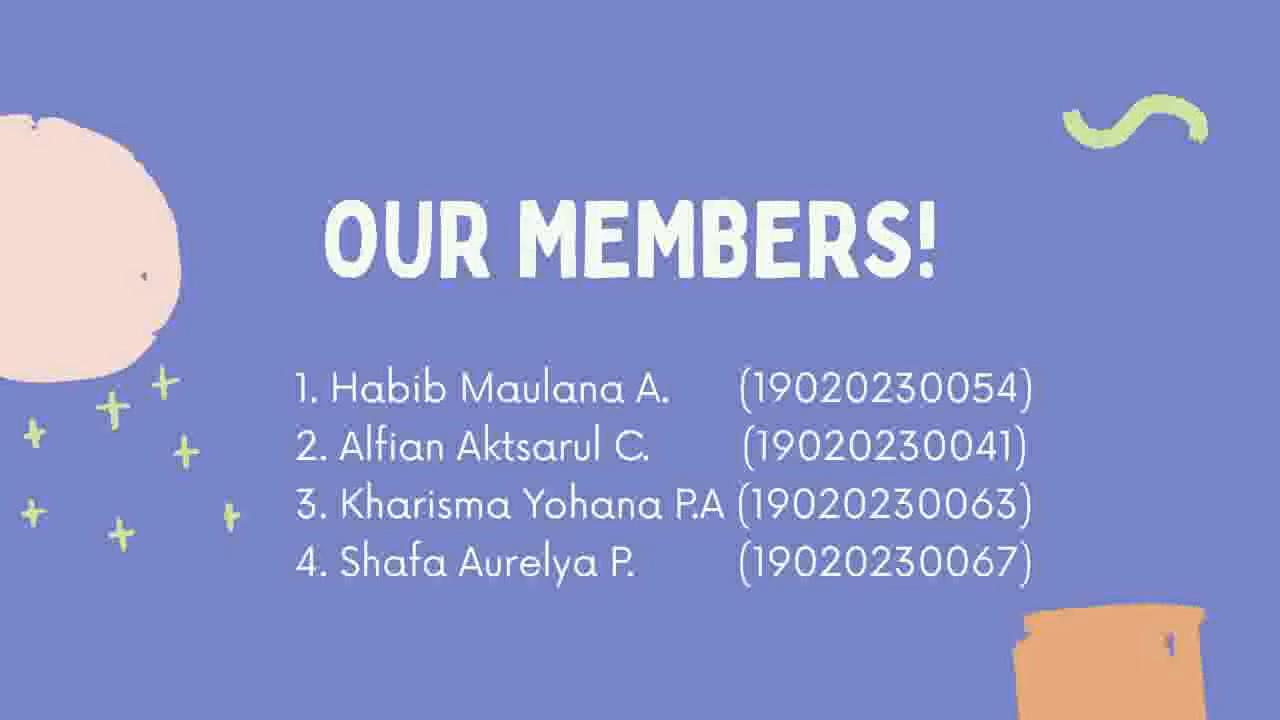 OUR MEMBERS!
1. Habib Maulana A. (19020230054)
2. Alfian Aktsarul C. (19020230041)
3. Kharisma Yohana P.A (19020230063)
4. Shafa Aurelya P. (19020230067)